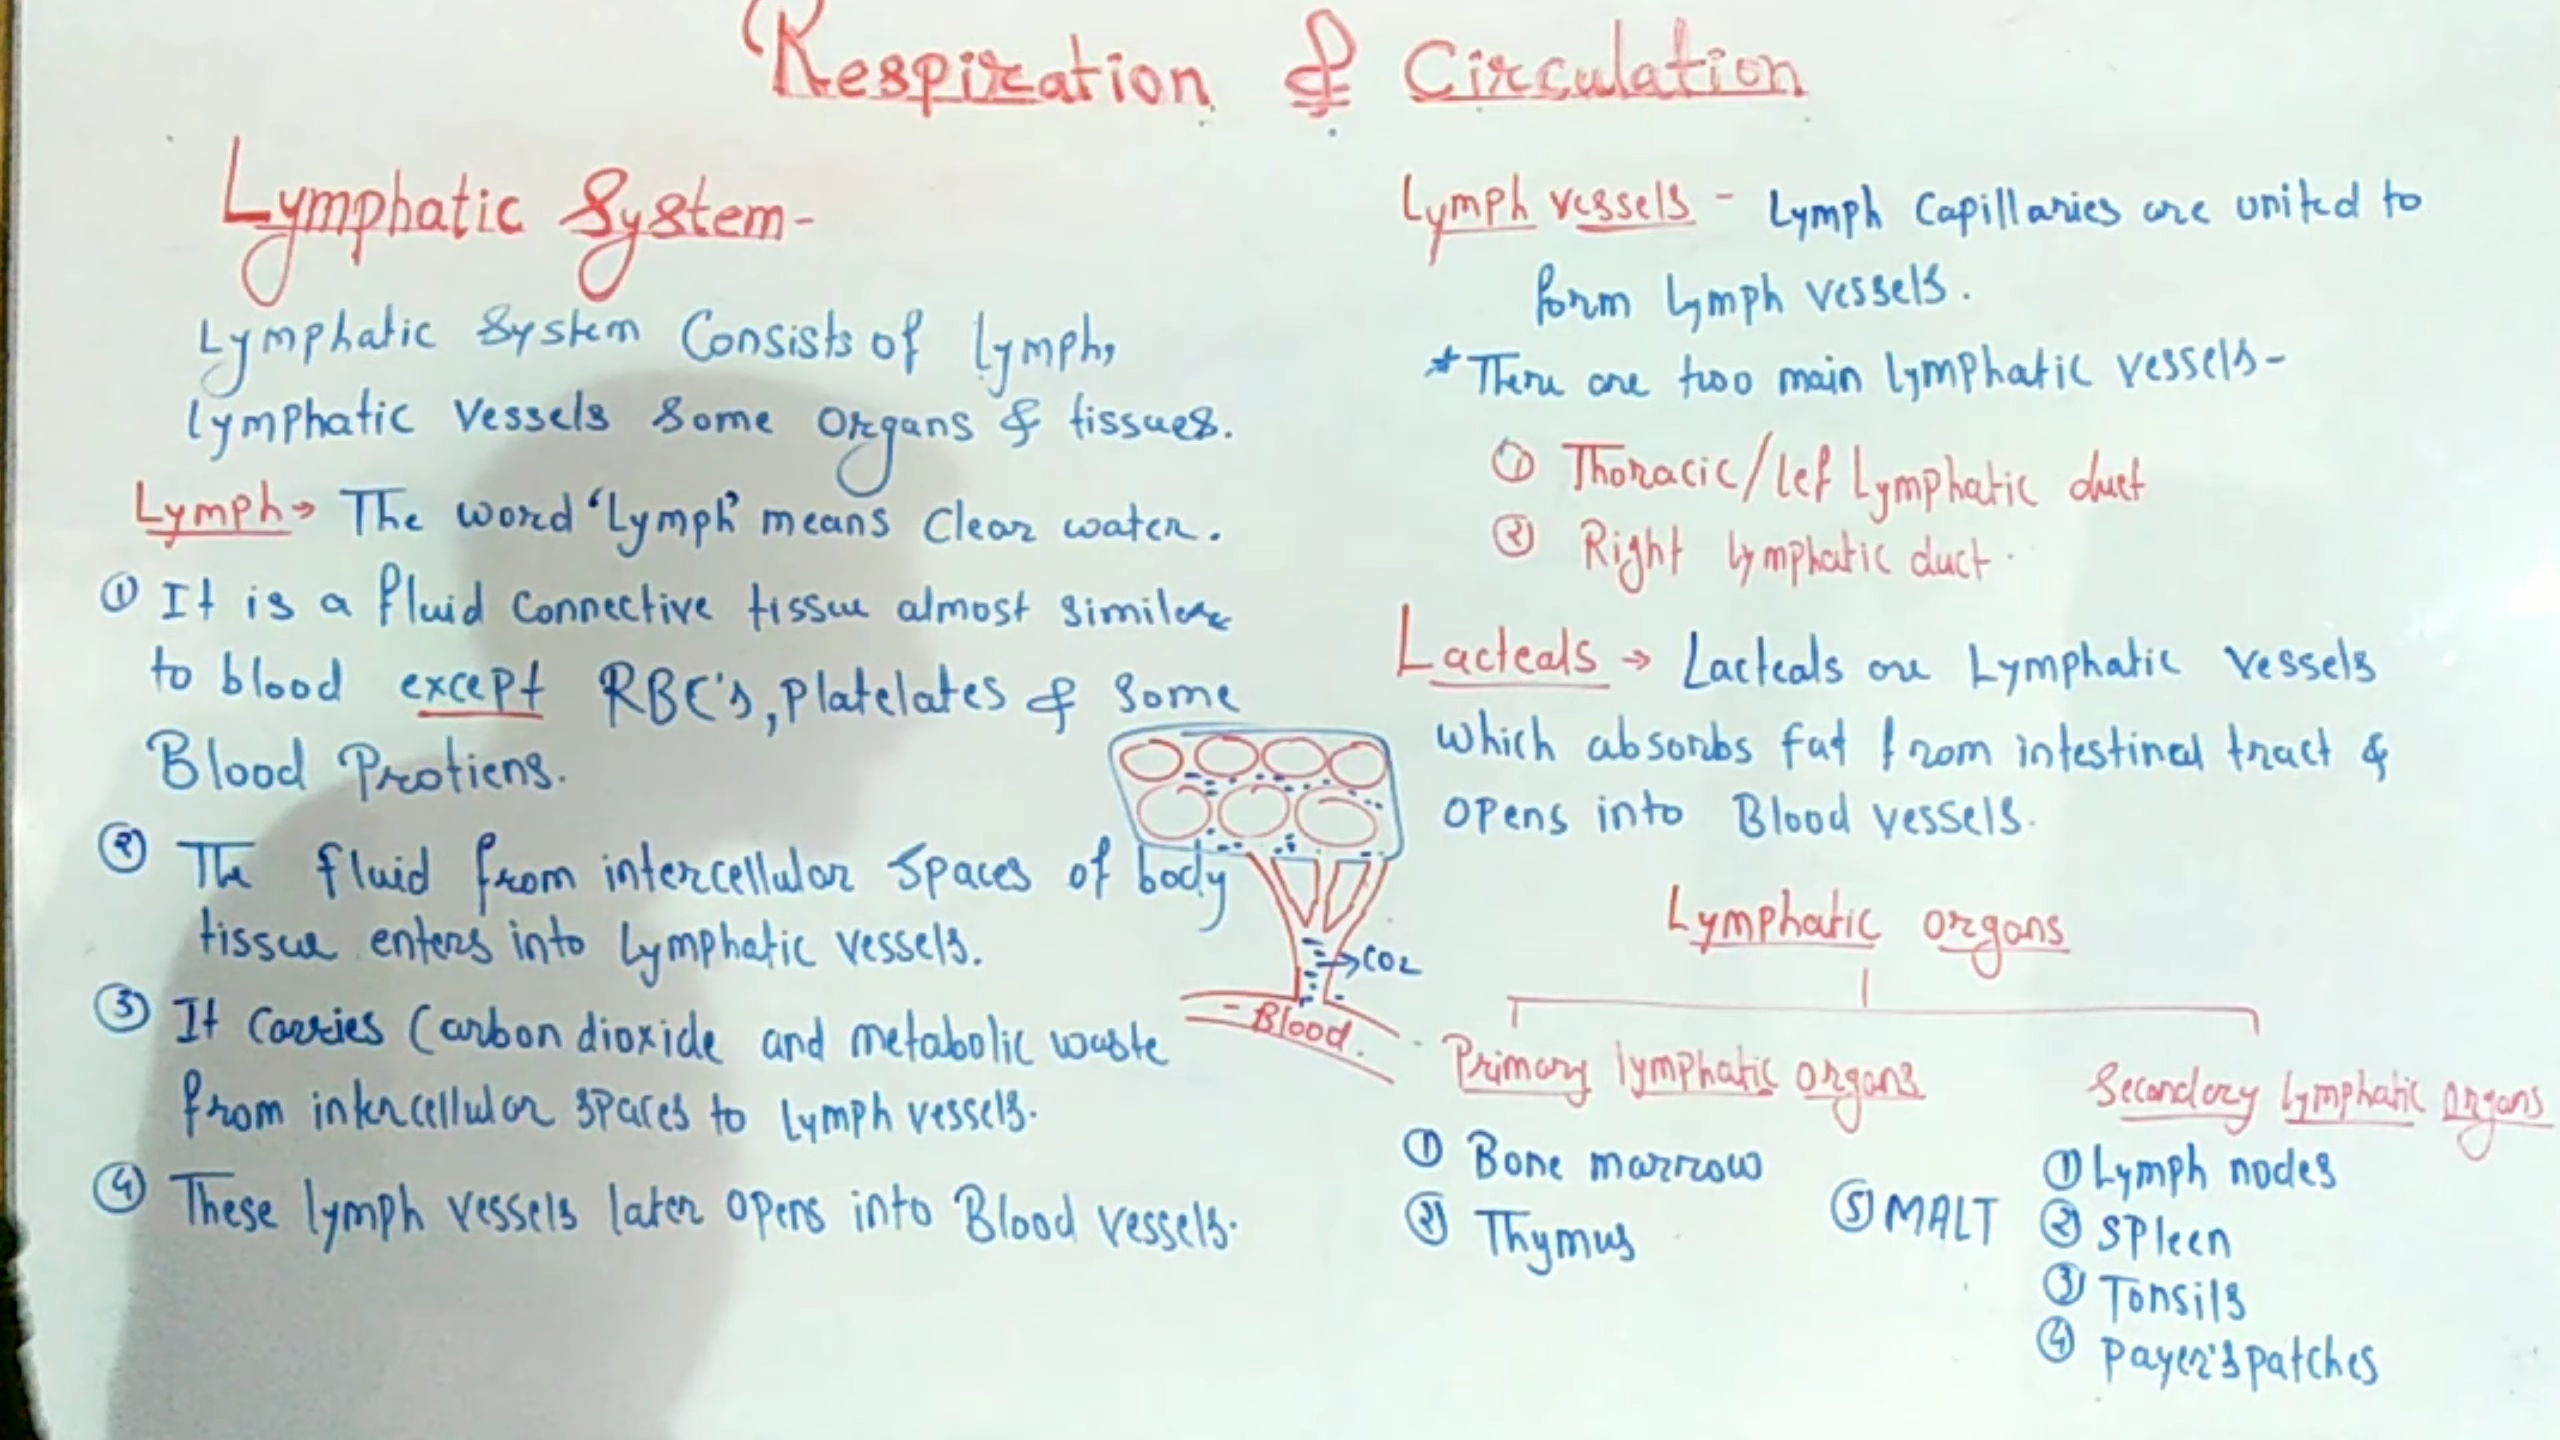 Respiration & Circulation
Lymphatic System-
Lymphatic System Consists of lymph,
lymphatic Vessels Some Organs & tissues.
Lymph→ The word 'Lymph' means Clear water.
① It is a fluid Connective tissue almost similar
to blood except RBC's, Platelates & Some
Blood Protiens.
② The fluid from intercellular Spaces of body
tissue enters into lymphatic vessels.
③ It Carries Carbon dioxide and metabolic waste
from intercellular spaces to lymph vessels.
④ These lymph vessels later opens into Blood vessels.
→CO2
- Blood.
Lymph vessels - Lymph Capillaries are united to
form lymph vessels.
* There are two main lymphatic vessels-
① Thoracic/lef Lymphatic duct
② Right lymphatic duct.
Lacteals → Lacteals are Lymphatic vessels
which absorbs fat from intestinal tract &
opens into Blood vessels.
Lymphatic organs
Primary lymphatic organs
① Bone marrow
② Thymus
Secondary lymphatic organs
① Lymph nodes
② Spleen
③ Tonsils
④ Payer's patches
⑤ MALT